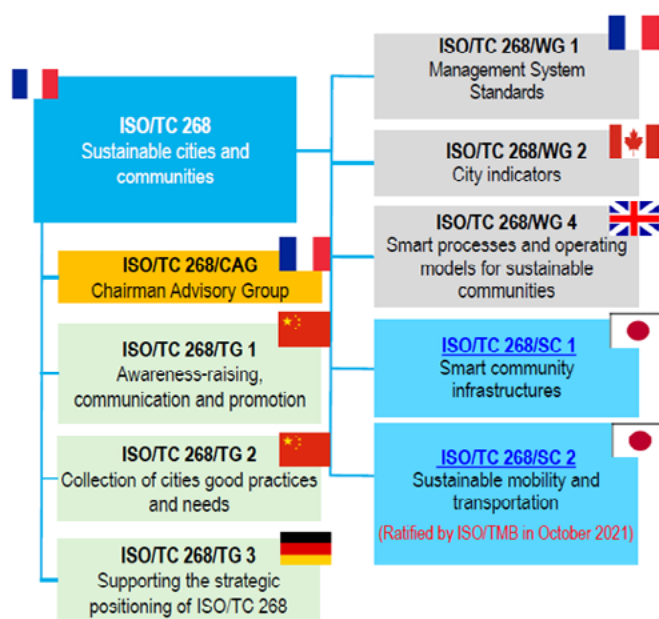 ISO/TC 268
Sustainable cities and
communities
ISO/TC 268/CAG
Chairman Advisory Group
ISO/TC 268/TG 1
Awareness-raising,
communication and promotion
ISO/TC 268/TG 2
Collection of cities good practices
and needs
ISO/TC 268/TG 3
Supporting the strategic
positioning of ISO/TC 268
ISO/TC 268/WG 1
Management System
Standards
ISO/TC 268/WG 2
City indicators
ISO/TC 268/WG 4
Smart processes and operating
models for sustainable
communities
ISO/TC 268/SC 1
Smart community
infrastructures
ISO/TC 268/SC 2
Sustainable mobility and
transportation
(Ratified by ISO/TMB in October 2021)